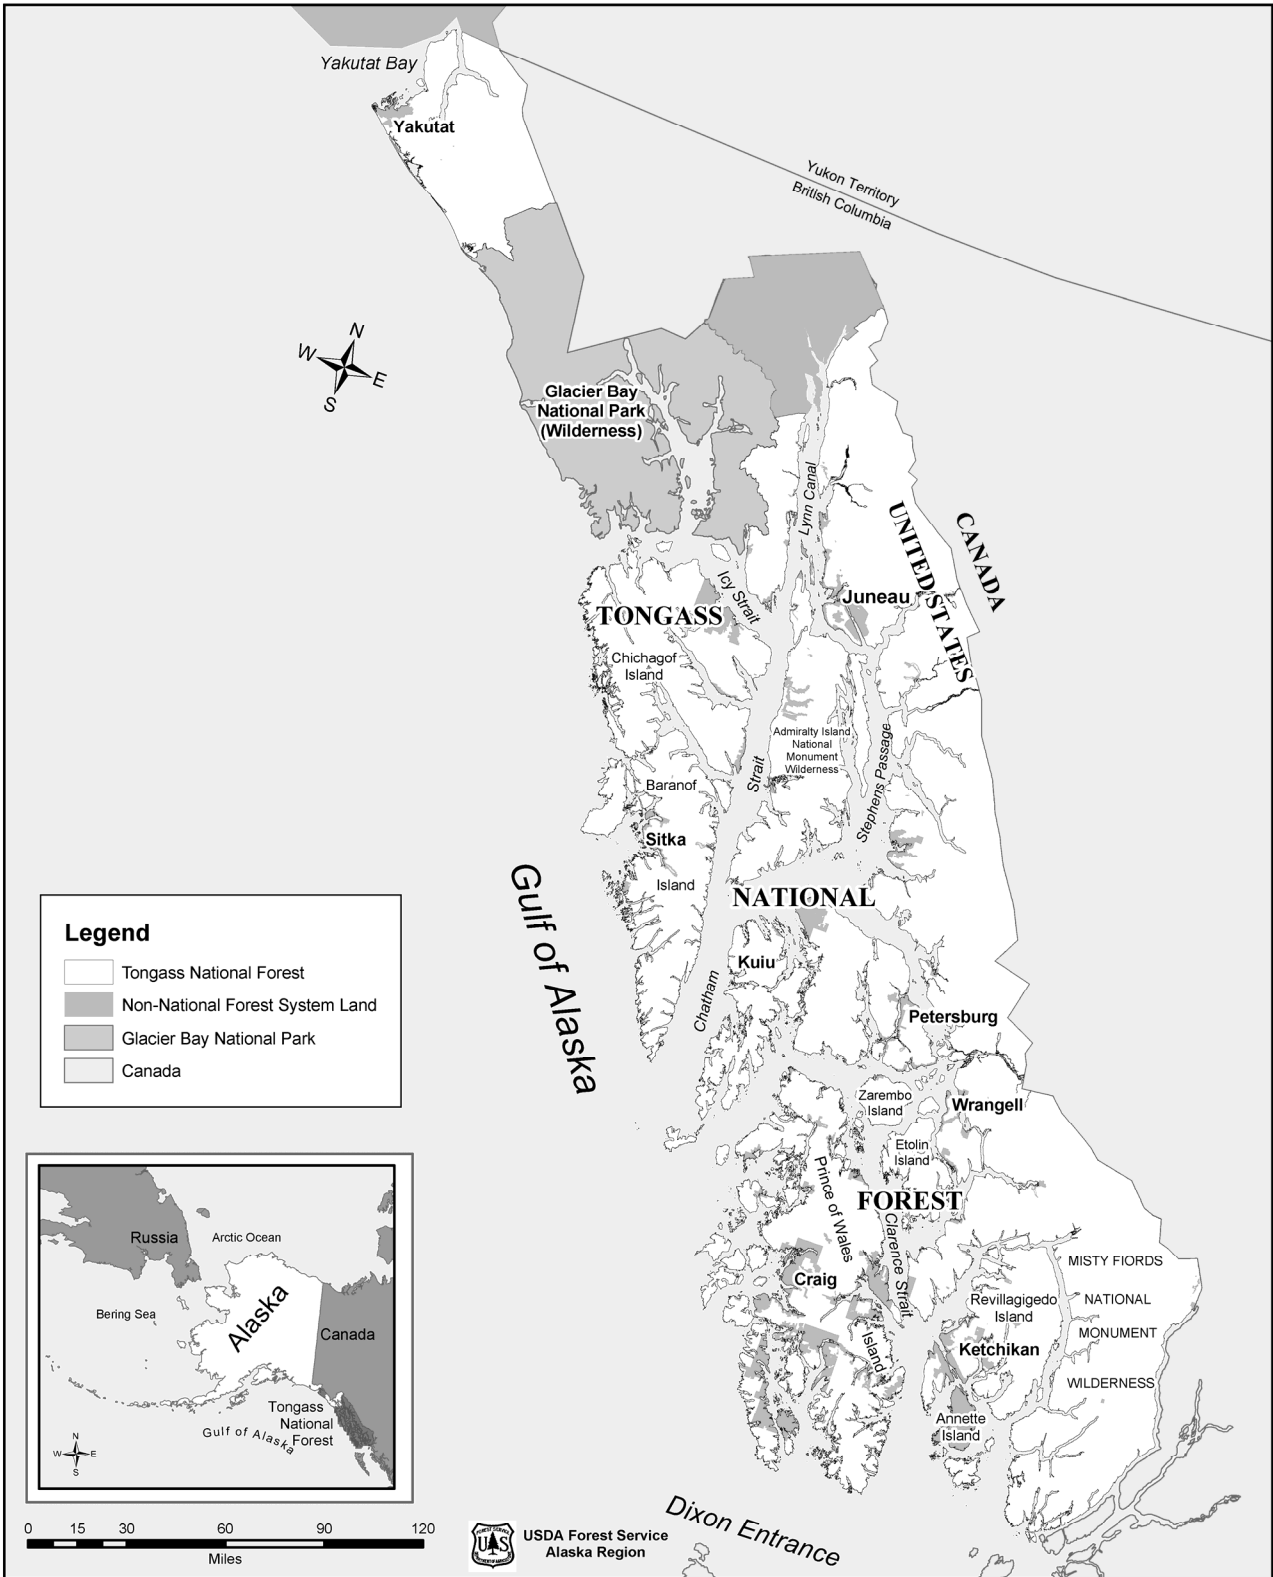 Yakutat Bay
Yakutat
Yukon Territory
British Columbia
N
W
E
S
Glacier Bay
National Park
(Wilderness)
Lynn Canal
UNITED STATES
CANADA
Icy Strait
Juneau
TONGASS
Chichagof
Island
Admiralty Island
National
Monument
Wilderness
Strait
Stephens Passage
Baranof
Sitka
Island
Gulf of Alaska
NATIONAL
Kuiu
Chatham
Petersburg
Zarembo
Island
Wrangell
Etolin
Island
Prince of Wales
FOREST
Clarence Strait
MISTY FIORDS
Craig
Revillagigedo
Island
NATIONAL
MONUMENT
Island
Ketchikan
WILDERNESS
Annette
Island
Dixon Entrance
Legend
Tongass National Forest
Non-National Forest System Land
Glacier Bay National Park
Canada
Russia
Arctic Ocean
Bering Sea
Alaska
Canada
Tongass
National
Forest
Gulf of Alaska
N
W
E
S
0 15 30 60 90 120
Miles
FOREST SERVICE
U S
DEPARTMENT OF AGRICULTURE
USDA Forest Service
Alaska Region